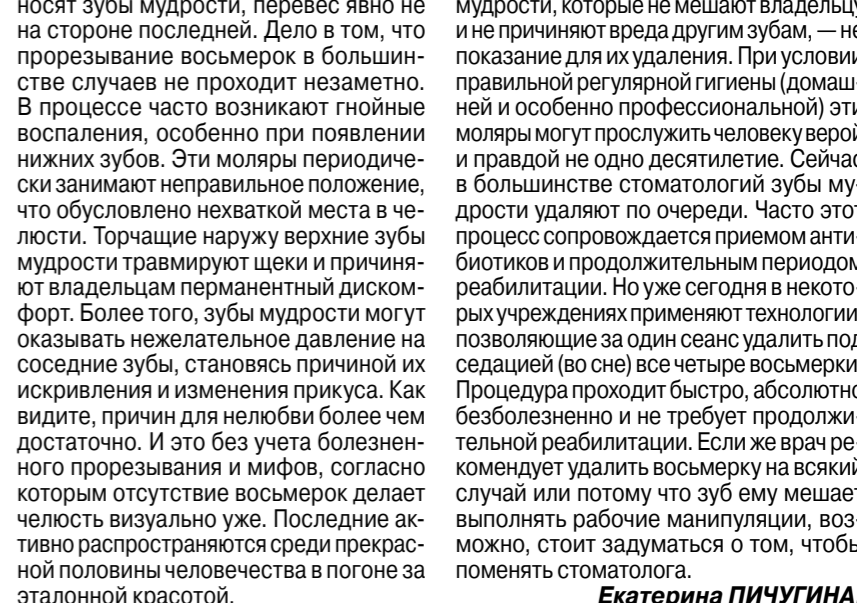 носят зубы мудрости, перевес явно не
на стороне последней. Дело в том, что
прорезывание восьмерок в большин-
стве случаев не проходит незаметно.
В процессе часто возникают гнойные
воспаления, особенно при появлении
нижних зубов. Эти моляры периодиче-
ски занимают неправильное положение,
что обусловлено нехваткой места в че-
люсти. Торчащие наружу верхние зубы
мудрости травмируют щеки и причиня-
ют владельцам перманентный диском-
форт. Более того, зубы мудрости могут
оказывать нежелательное давление на
соседние зубы, становясь причиной их
искривления и изменения прикуса. Как
видите, причин для нелюбви более чем
достаточно. И это без учета болезнен-
ного прорезывания и мифов, согласно
которым отсутствие восьмерок делает
челюсть визуально уже. Последние ак-
тивно распространяются среди прекрас-
ной половины человечества в погоне за
эталонной красотой.
мудрости, которые не мешают владельцу
и не причиняют вреда другим зубам, — не
показание для их удаления. При условии
правильной регулярной гигиены (домаш-
ней и особенно профессиональной) эти
моляры могут прослужить человеку верой
и правдой не одно десятилетие. Сейчас
в большинстве стоматологий зубы му-
дрости удаляют по очереди. Часто этот
процесс сопровождается приемом анти-
биотиков и продолжительным периодом
реабилитации. Но уже сегодня в некото-
рых учреждениях применяют технологии,
позволяющие за один сеанс удалить под
седацией (во сне) все четыре восьмерки.
Процедура проходит быстро, абсолютно
безболезненно и не требует продолжи-
тельной реабилитации. Если же врач ре-
комендует удалить восьмерку на всякий
случай или потому что зуб ему мешает
выполнять рабочие манипуляции, воз-
можно, стоит задуматься о том, чтобы
поменять стоматолога.
Екатерина ПИЧУГИНА.